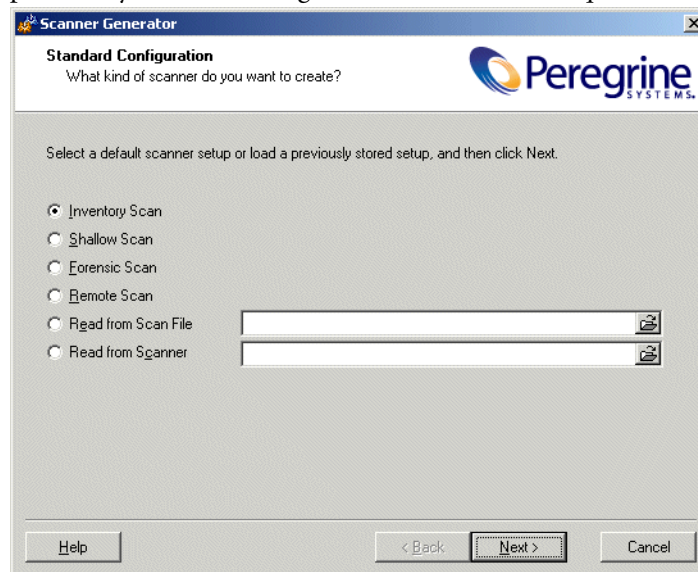 Scanner Generator
Standard Configuration
What kind of scanner do you want to create?
Peregrine
SYSTEMS.
Select a default scanner setup or load a previously stored setup, and then click Next.
Inventory Scan
Shallow Scan
Forensic Scan
Remote Scan
Read from Scan File
Read from Scanner
Help
< Back
Next >
Cancel